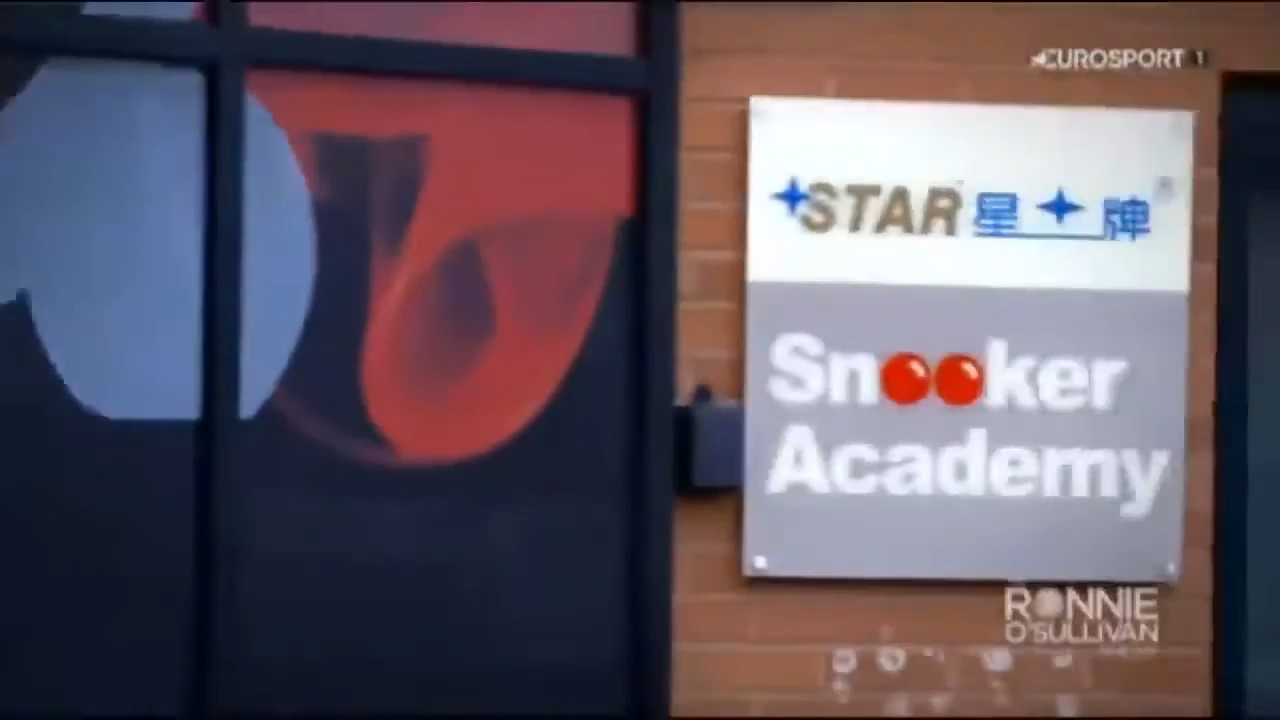 EUROSPORT 1
STAR 星牌®
Snooker
Academy
RONNIE
O'SULLIVAN